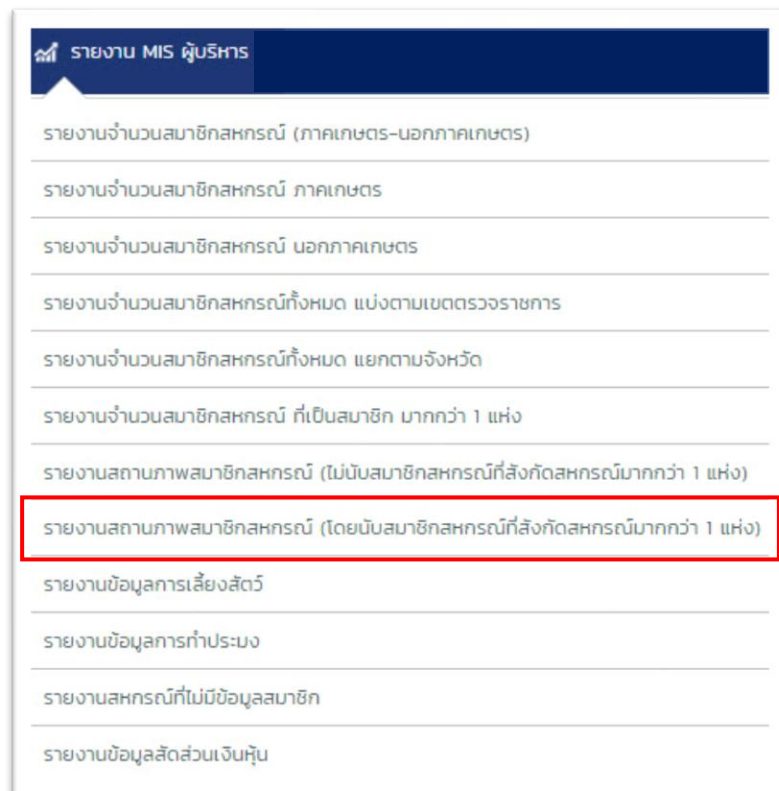 รายงาน MIS ผู้บริหาร
รายงานจำนวนสมาชิกสหกรณ์ (ภาคเกษตร-นอกภาคเกษตร)
รายงานจำนวนสมาชิกสหกรณ์ ภาคเกษตร
รายงานจำนวนสมาชิกสหกรณ์ นอกภาคเกษตร
รายงานจำนวนสมาชิกสหกรณ์ทั้งหมด แบ่งตามเขตตรวจราชการ
รายงานจำนวนสมาชิกสหกรณ์ทั้งหมด แยกตามจังหวัด
รายงานจำนวนสมาชิกสหกรณ์ ที่เป็นสมาชิก มากกว่า 1 แห่ง
รายงานสถานภาพสมาชิกสหกรณ์ (ไม่นับสมาชิกสหกรณ์ที่สังกัดสหกรณ์มากกว่า 1 แห่ง)
รายงานสถานภาพสมาชิกสหกรณ์ (โดยนับสมาชิกสหกรณ์ที่สังกัดสหกรณ์มากกว่า 1 แห่ง)
รายงานข้อมูลการเลี้ยงสัตว์
รายงานข้อมูลการทำประมง
รายงานสหกรณ์ที่ไม่มีข้อมูลสมาชิก
รายงานข้อมูลสัดส่วนเงินหุ้น